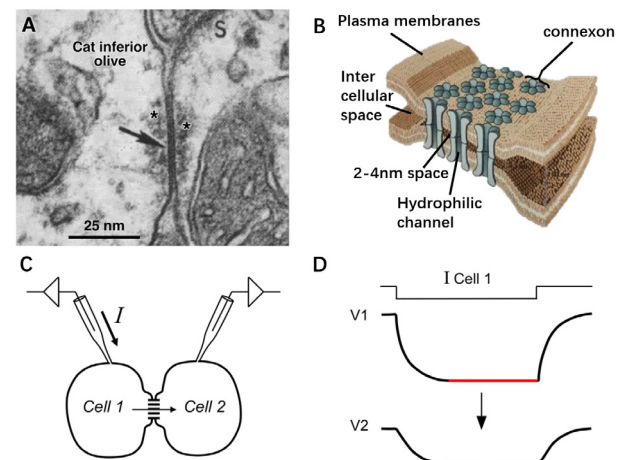 A
S
Cat inferior
olive
*
*
25 nm
B
Plasma membranes
connexon
Inter
cellular
space
2-4nm space
Hydrophilic
channel
C
I
Cell 1
Cell 2
D
I Cell 1
V1
V2